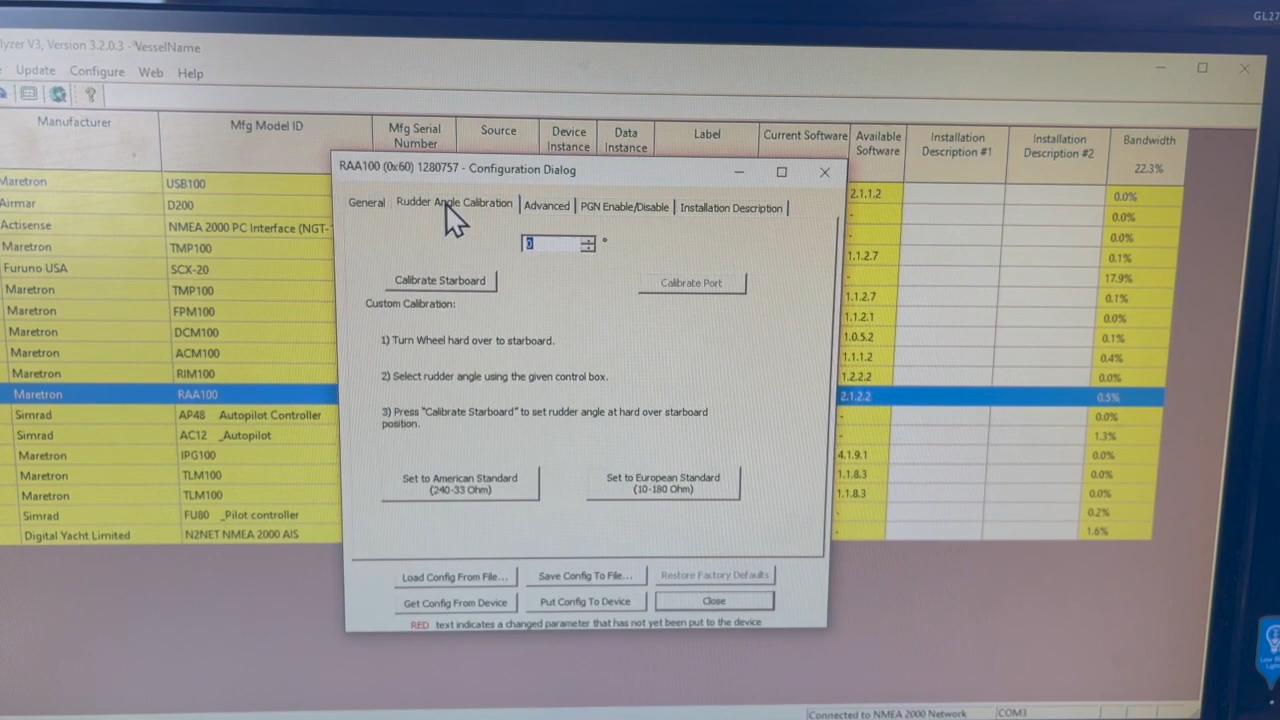 GL27
lyzer V3, Version 3.2.0.3 - VesselName
Update Configure Web Help
Manufacturer Mfg Model ID Mfg Serial Number Source Device Instance Data Instance Label Current Software Available Software Installation Description #1 Installation Description #2 Bandwidth
22.3%
Maretron USB100 2.1.1.2 0.0%
Airmar D200 - 0.0%
Actisense NMEA 2000 PC Interface (NGT- - 0.0%
Maretron TMP100 1.1.2.7 0.1%
Furuno USA SCX-20 - 17.9%
Maretron TMP100 1.1.2.7 0.1%
Maretron FPM100 1.1.2.1 0.0%
Maretron DCM100 1.0.5.2 0.1%
Maretron ACM100 1.1.1.2 0.4%
Maretron RIM100 1.2.2.2 0.0%
Maretron RAA100 2.1.2.2 0.5%
Simrad AP48 Autopilot Controller - 0.0%
Simrad AC12 _Autopilot - 1.3%
Maretron IPG100 4.1.9.1 0.0%
Maretron TLM100 1.1.8.3 0.0%
Maretron TLM100 1.1.8.3 0.0%
Simrad FU80 _Pilot controller - 0.2%
Digital Yacht Limited N2NET NMEA 2000 AIS - 1.6%
RAA100 (0x60) 1280757 - Configuration Dialog
General Rudder Angle Calibration Advanced PGN Enable/Disable Installation Description
0 °
Calibrate Starboard Calibrate Port
Custom Calibration:
1) Turn Wheel hard over to starboard.
2) Select rudder angle using the given control box.
3) Press "Calibrate Starboard" to set rudder angle at hard over starboard
position.
Set to American Standard
(240-33 Ohm)
Set to European Standard
(10-180 Ohm)
Load Config From File... Save Config To File... Restore Factory Defaults
Get Config From Device Put Config To Device Close
RED text indicates a changed parameter that has not yet been put to the device
Connected to NMEA 2000 Network COM3